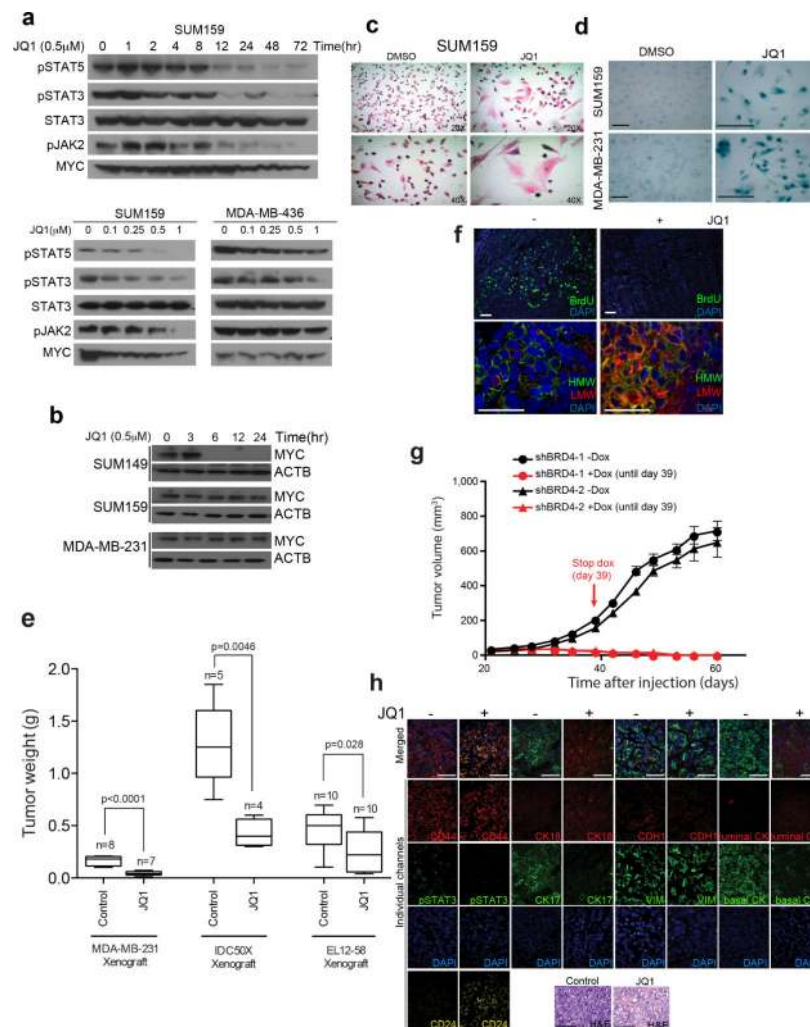 a
SUM159
JQ1 (0.5μM) 0 1 2 4 8 12 24 48 72 Time(hr)
pSTAT5
pSTAT3
STAT3
pJAK2
MYC
SUM159 MDA-MB-436
JQ1(μM) 0 0.1 0.25 0.5 1 0 0.1 0.25 0.5 1
pSTAT5
pSTAT3
STAT3
pJAK2
MYC
b
JQ1 (0.5μM) 0 3 6 12 24 Time(hr)
SUM149 MYC
ACTB
SUM159 MYC
ACTB
MDA-MB-231 MYC
ACTB
c
SUM159
DMSO JQ1
20X 20X
40X 40X
d
DMSO JQ1
SUM159
MDA-MB-231
f
- + JQ1
BrdU BrdU
DAPI DAPI
HMW HMW
LMW LMW
DAPI DAPI
g
shBRD4-1 -Dox
shBRD4-1 +Dox (until day 39)
shBRD4-2 -Dox
shBRD4-2 +Dox (until day 39)
Tumor volume (mm³)
1,000
800
600
400
200
0
Stop dox
(day 39)
20 40 60
Time after injection (days)
e
Tumor weight (g)
2.0
1.5
1.0
0.5
0.0
p<0.0001
n=8 n=7
p=0.0046
n=5
n=4
p=0.028
n=10 n=10
Control JQ1 Control JQ1 Control JQ1
MDA-MB-231
Xenograft
IDC50X
Xenograft
EL12-58
Xenograft
h
JQ1 - + - + - + - +
Merged
Individual channels
CD44 CD44 CK18 CK18 CDH1 CDH1 luminal CK luminal C
pSTAT3 pSTAT3 CK17 CK17 VIM VIM basal CK basal C
DAPI DAPI DAPI DAPI DAPI DAPI DAPI DAPI
CD24 CD24
Control JQ1
H&E H&E